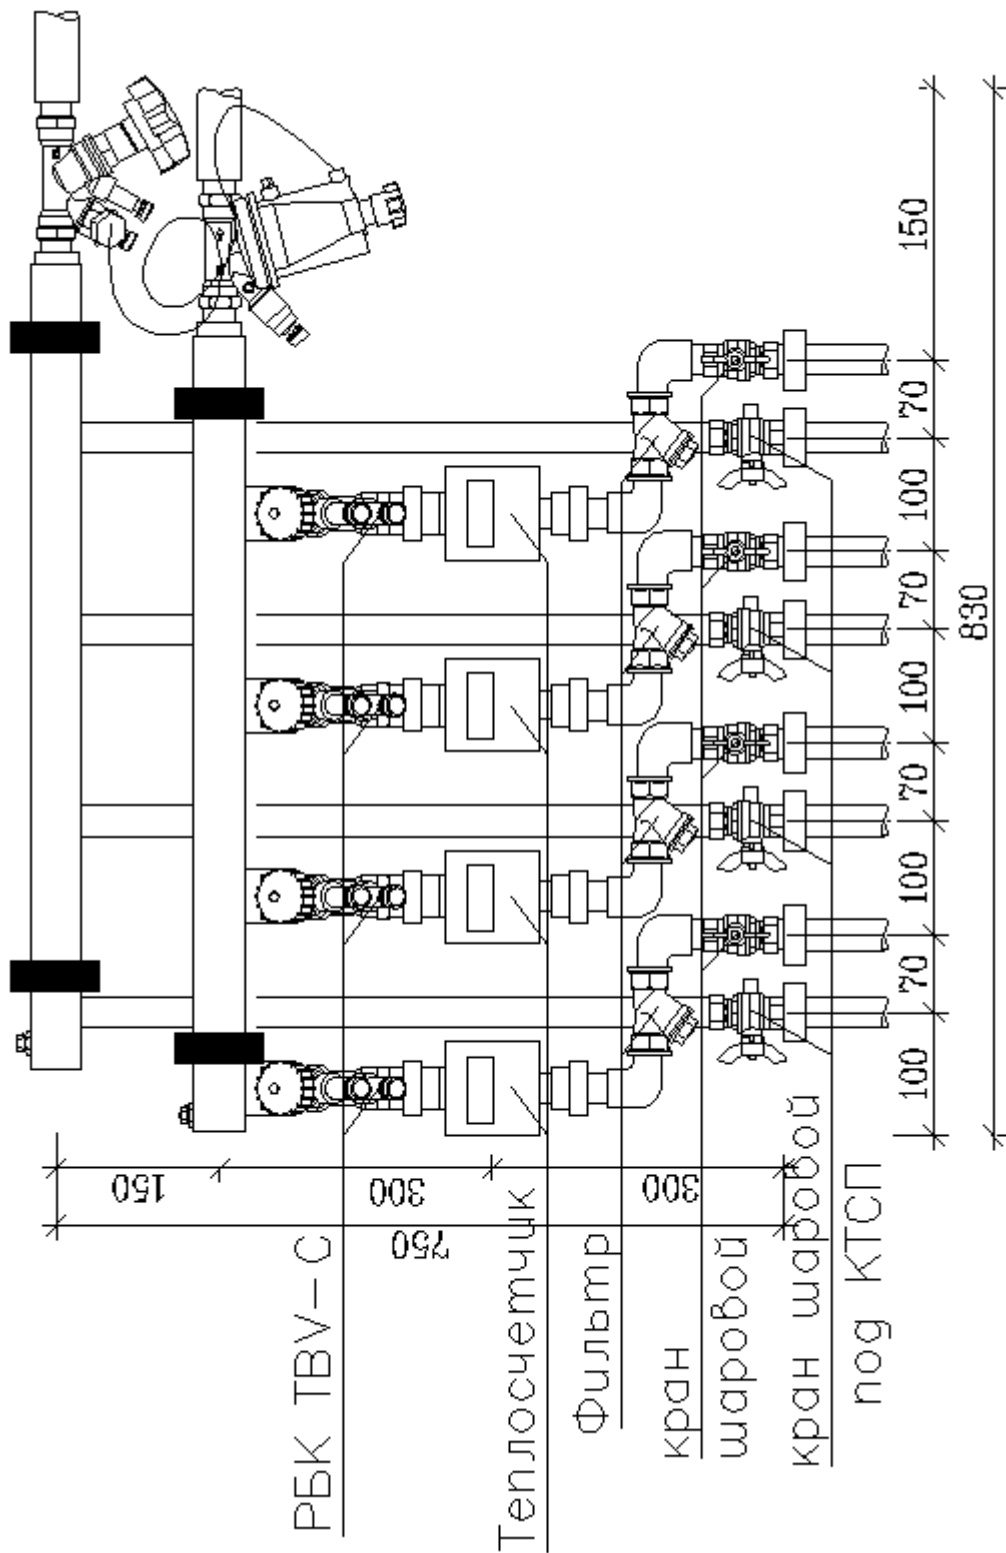 РБК TBV-C
Теплосчетчик
Фильтр
кран
шаровой
кран шаровой
под КТСП
150
300
300
750
100
70
100
70
100
70
100
70
150
830